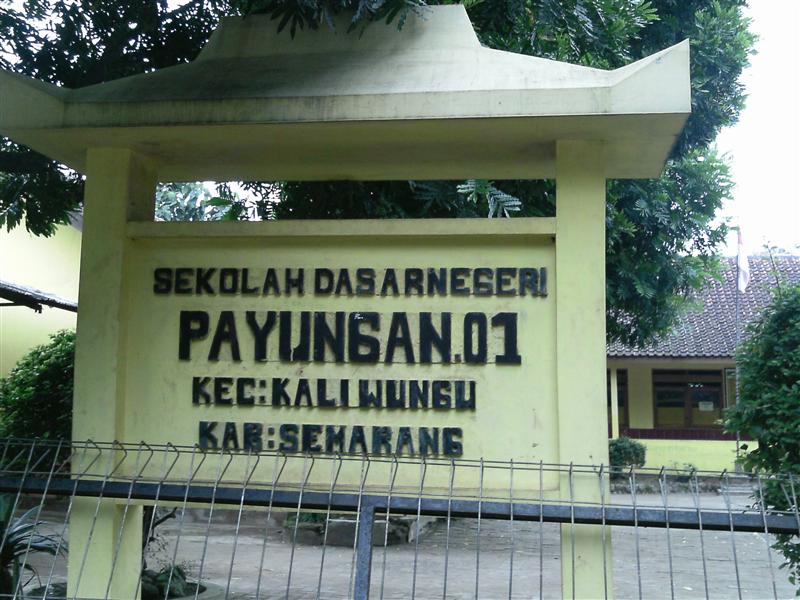 SEKOLAH DASARNEGERI
PAYUNGAN.01
KEC:KALI WUNGU
KAB:SEMARANG